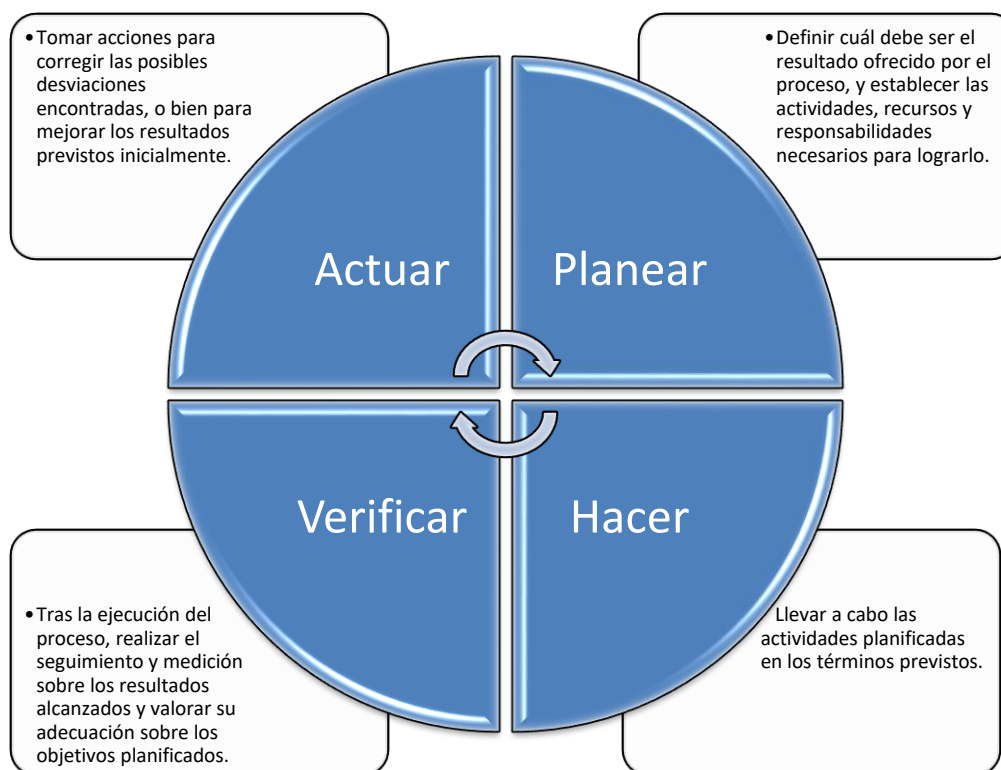 •Tomar acciones para
corregir las posibles
desviaciones
encontradas, o bien para
mejorar los resultados
previstos inicialmente.
•Definir cuál debe ser el
resultado ofrecido por el
proceso, y establecer las
actividades, recursos y
responsabilidades
necesarios para lograrlo.
Actuar
Planear
Verificar
Hacer
•Tras la ejecución del
proceso, realizar el
seguimiento y medición
sobre los resultados
alcanzados y valorar su
adecuación sobre los
objetivos planificados.
Llevar a cabo las
actividades planificadas
en los términos previstos.